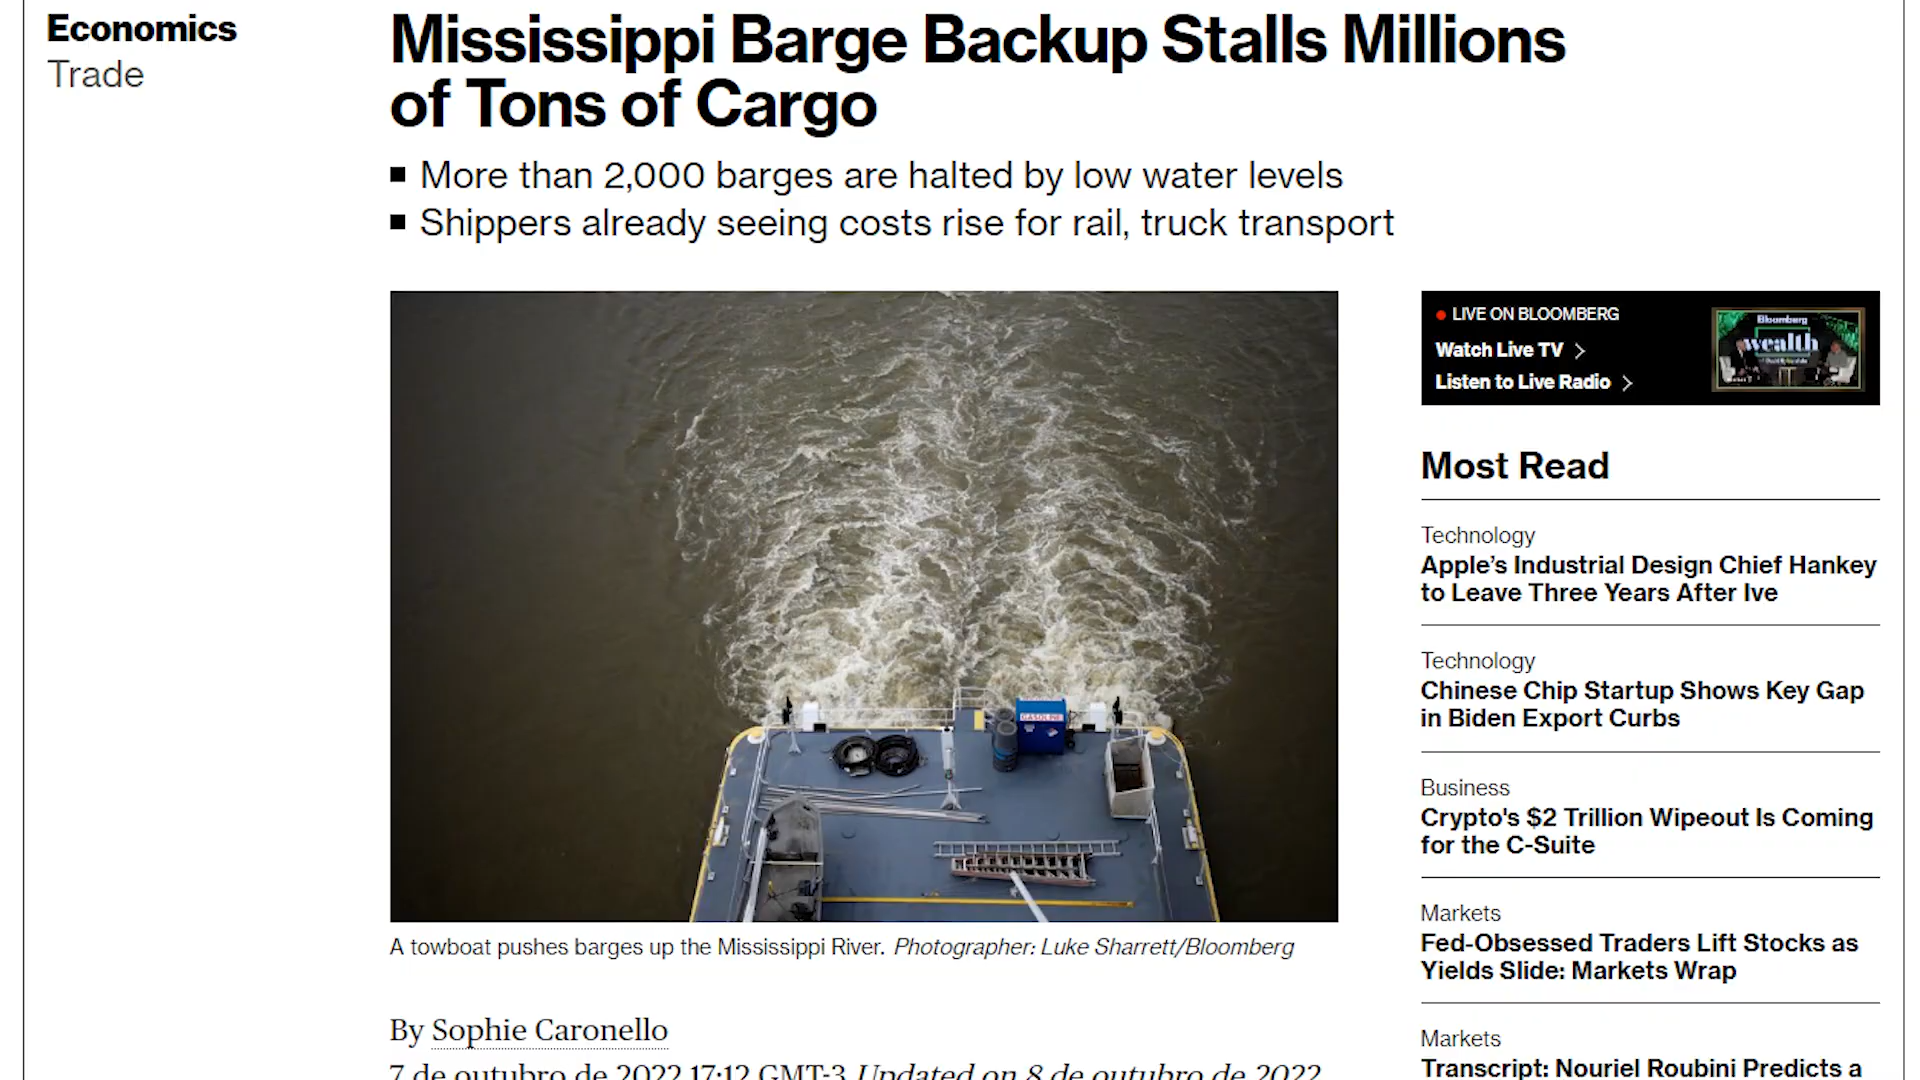 Economics
Trade
Mississippi Barge Backup Stalls Millions
of Tons of Cargo
More than 2,000 barges are halted by low water levels
Shippers already seeing costs rise for rail, truck transport
GASOLINE
A towboat pushes barges up the Mississippi River. Photographer: Luke Sharrett/Bloomberg
By Sophie Caronello
7 de outubro de 2022 17:12 GMT-3 Updated on 8 de outubro de 2022
LIVE ON BLOOMBERG
Watch Live TV
Listen to Live Radio
Bloomberg
wealth
Most Read
Technology
Apple's Industrial Design Chief Hankey
to Leave Three Years After Ive
Technology
Chinese Chip Startup Shows Key Gap
in Biden Export Curbs
Business
Crypto's $2 Trillion Wipeout Is Coming
for the C-Suite
Markets
Fed-Obsessed Traders Lift Stocks as
Yields Slide: Markets Wrap
Markets
Transcript: Nouriel Roubini Predicts a